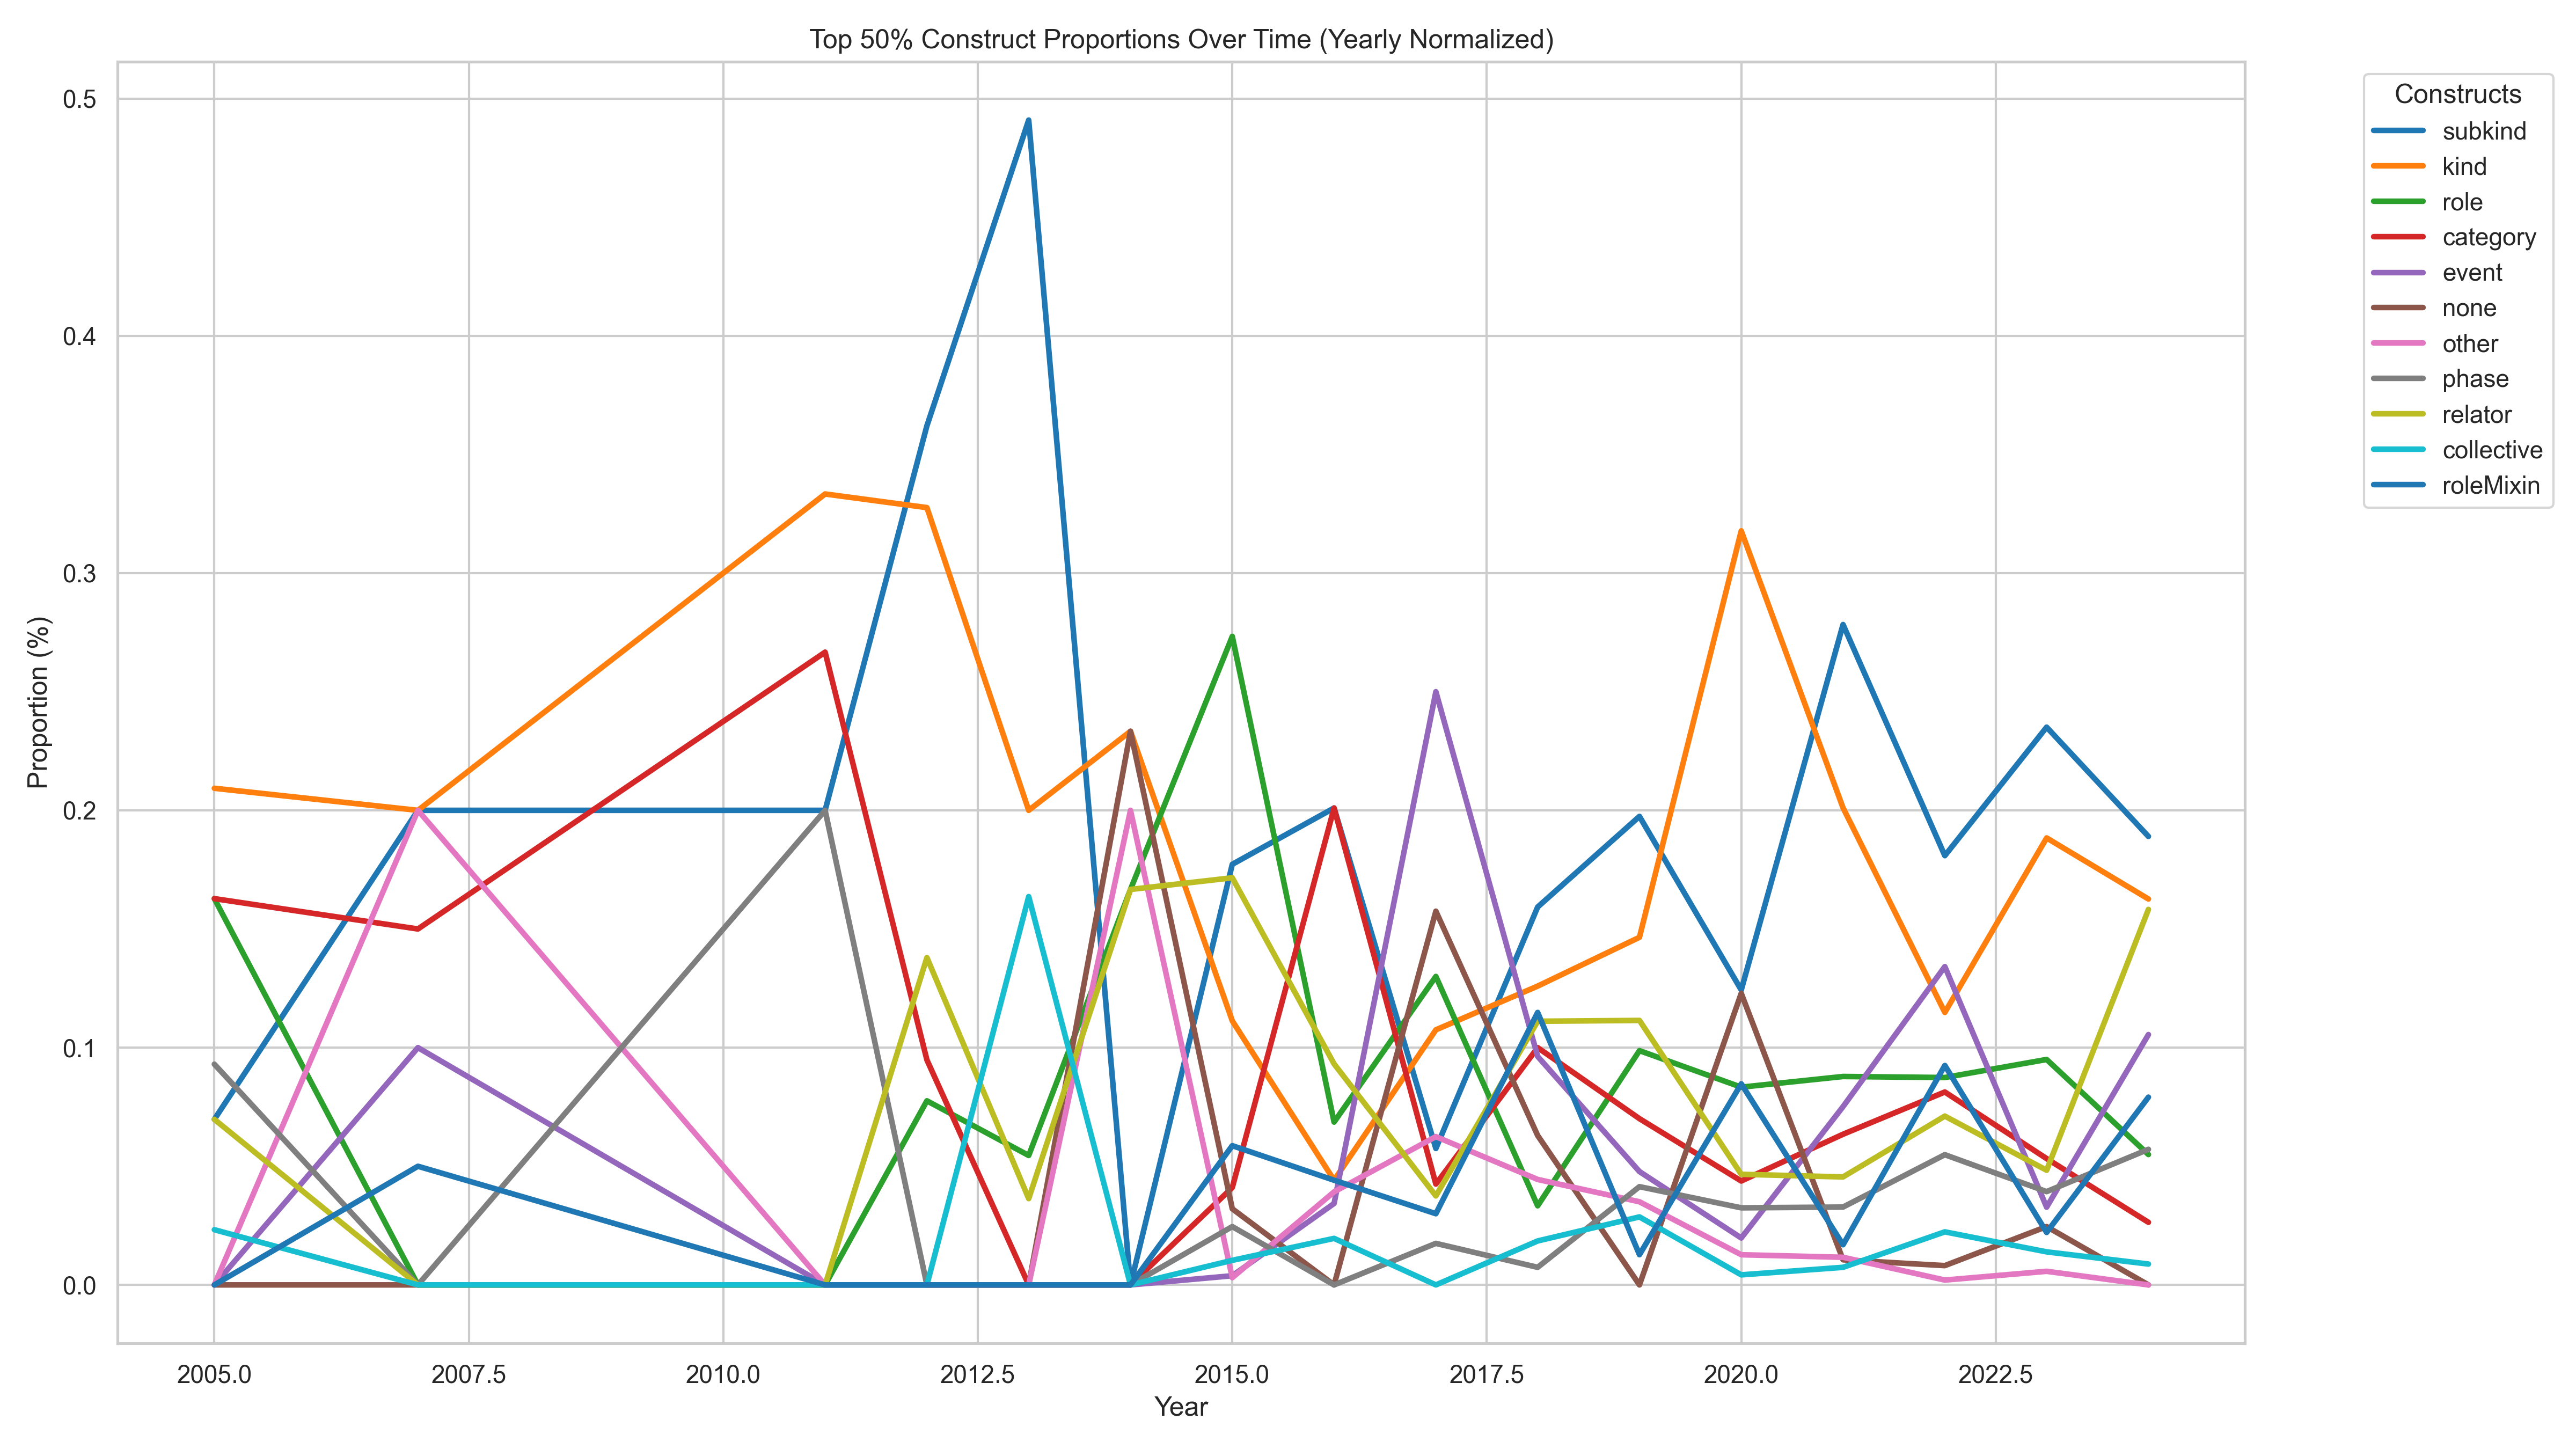 Top 50% Construct Proportions Over Time (Yearly Normalized)
Constructs
subkind
kind
role
category
event
none
other
phase
relator
collective
roleMixin
Proportion (%)
0.5
0.4
0.3
0.2
0.1
0.0
2005.0 2007.5 2010.0 2012.5 2015.0 2017.5 2020.0 2022.5
Year